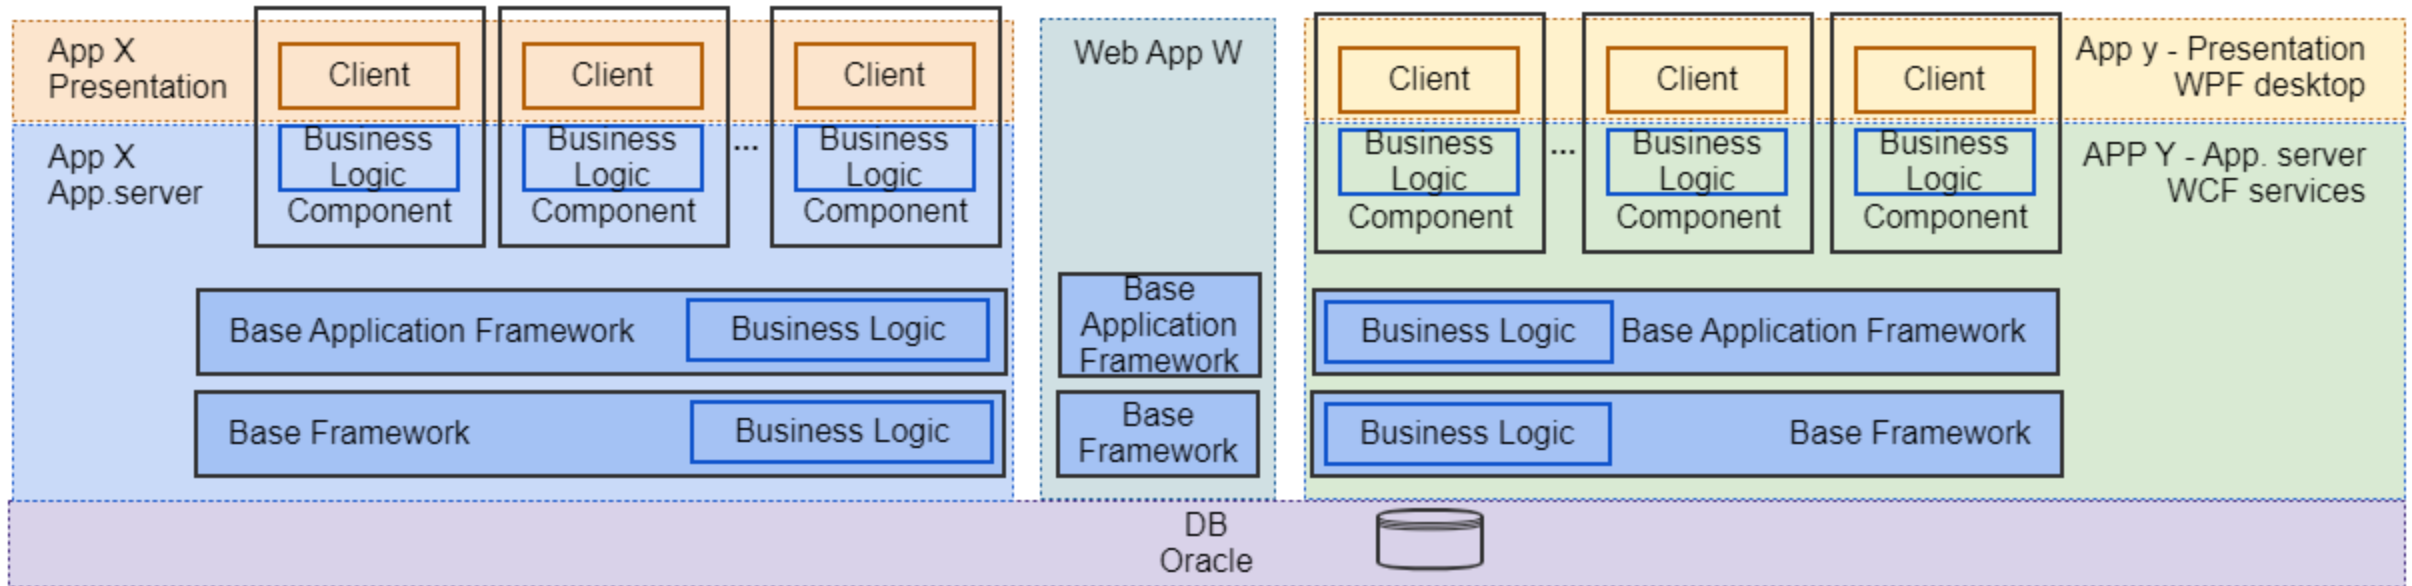 App X
Presentation
Client
Client
Client
App X
App.server
Business
Logic
Component
Business
Logic
Component
...
Business
Logic
Component
Base Application Framework
Business Logic
Base Framework
Business Logic
Web App W
Base
Application
Framework
Base
Framework
Client
Client
Client
App y - Presentation
WPF desktop
Business
Logic
Component
...
Business
Logic
Component
Business
Logic
Component
APP Y - App. server
WCF services
Business Logic
Base Application Framework
Business Logic
Base Framework
DB
Oracle